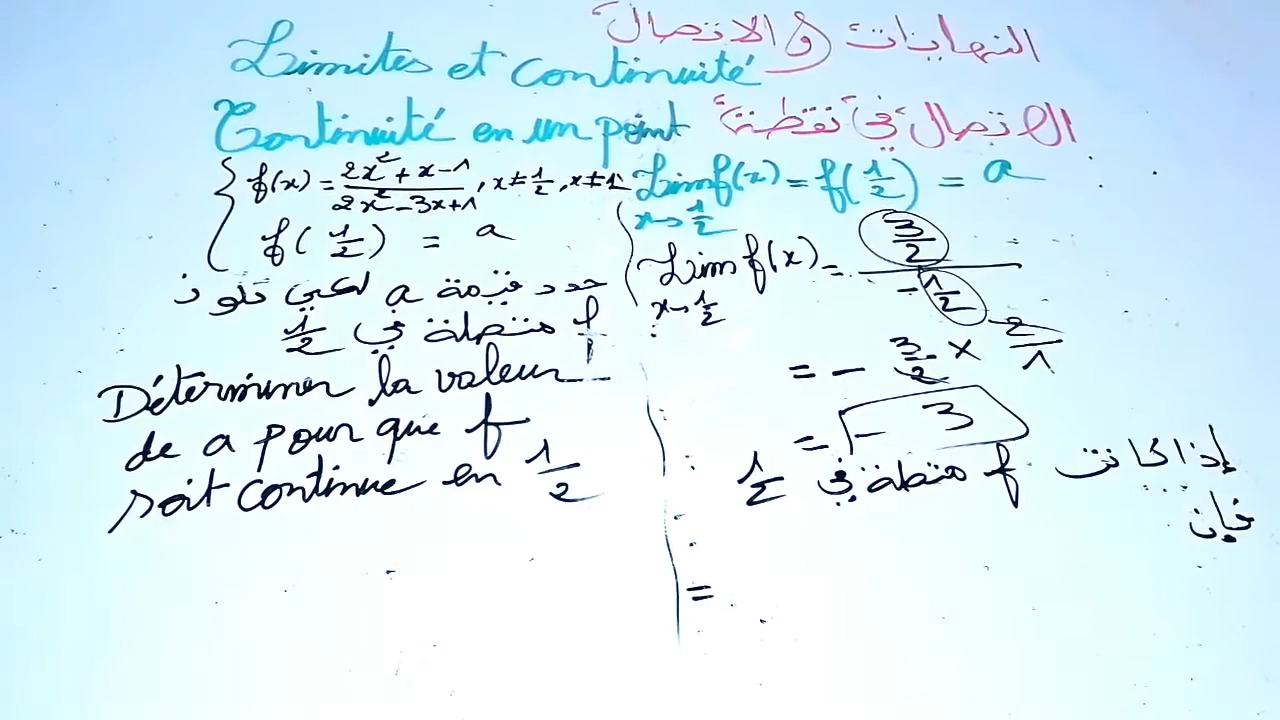 النهايات و الاتصال
Limites et continuité
Continuité en un point الاتصال في نقطة
f(x) = (2x² + x - 1)/(2x² - 3x + 1), x ≠ 1/2, x ≠ 1
f(1/2) = a
حدد قيمة a لكي تكون
f متصلة في 1/2
Déterminer la valeur
de a pour que f
soit continue en 1/2
Lim f(x) = f(1/2) = a
x → 1/2
Lim f(x) = (3/2)/(-1/2)
x → 1/2
= - 3/2 × 2/1
= - 3
إذا كانت f متصلة في 1/2
فإن
=